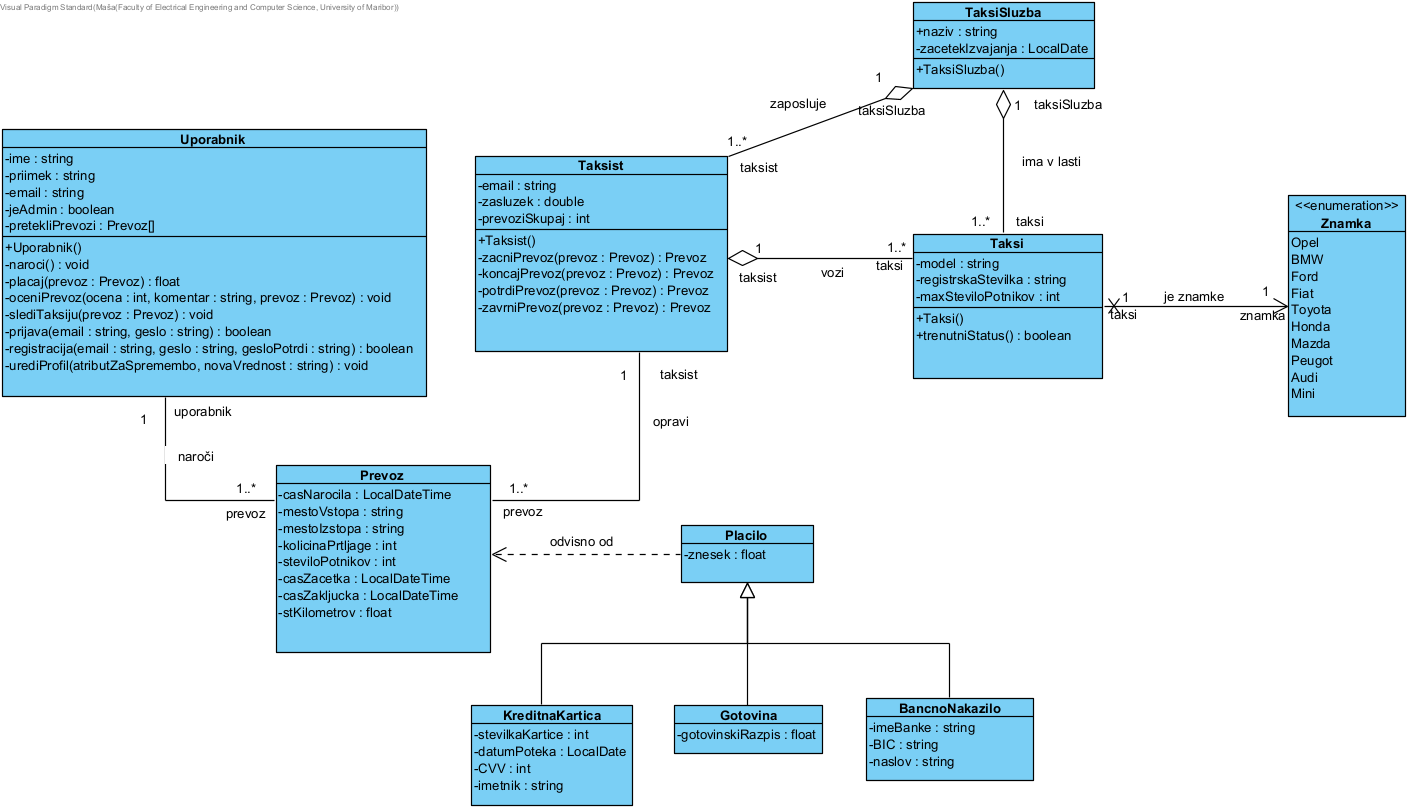 Visual Paradigm Standard(Maša(Faculty of Electrical Engineering and Computer Science, University of Maribor))
TaksiSluzba
+naziv : string
-zacetekIzvajanja : LocalDate
+TaksiSluzba()
1
taksiSluzba
zaposluje
1..*
taksist
1
taksiSluzba
ima v lasti
1..*
taksi
Uporabnik
-ime : string
-priimek : string
-email : string
-jeAdmin : boolean
-pretekliPrevozi : Prevoz[]
+Uporabnik()
-naroci() : void
-placaj(prevoz : Prevoz) : float
-oceniPrevoz(ocena : int, komentar : string, prevoz : Prevoz) : void
-slediTaksiju(prevoz : Prevoz) : void
-prijava(email : string, geslo : string) : boolean
-registracija(email : string, geslo : string, gesloPotrdi : string) : boolean
-urediProfil(atributZaSpremembo, novaVrednost : string) : void
Taksist
-email : string
-zasluzek : double
-prevoziSkupaj : int
+Taksist()
-zacniPrevoz(prevoz : Prevoz) : Prevoz
-koncajPrevoz(prevoz : Prevoz) : Prevoz
-potrdiPrevoz(prevoz : Prevoz) : Prevoz
-zavrniPrevoz(prevoz : Prevoz) : Prevoz
1
taksist
vozi
1..*
taksi
Taksi
-model : string
-registrskaStevilka : string
-maxSteviloPotnikov : int
+Taksi()
+trenutniStatus() : boolean
1
taksi
je znamke
1
znamka
<<enumeration>>
Znamka
Opel
BMW
Ford
Fiat
Toyota
Honda
Mazda
Peugot
Audi
Mini
1
uporabnik
naroči
1..*
prevoz
1
taksist
opravi
1..*
prevoz
Prevoz
-casNarocila : LocalDateTime
-mestoVstopa : string
-mestoIzstopa : string
-kolicinaPrtljage : int
-steviloPotnikov : int
-casZacetka : LocalDateTime
-casZakljucka : LocalDateTime
-stKilometrov : float
odvisno od
Placilo
-znesek : float
KreditnaKartica
-stevilkaKartice : int
-datumPoteka : LocalDate
-CVV : int
-imetnik : string
Gotovina
-gotovinskiRazpis : float
BancnoNakazilo
-imeBanke : string
-BIC : string
-naslov : string